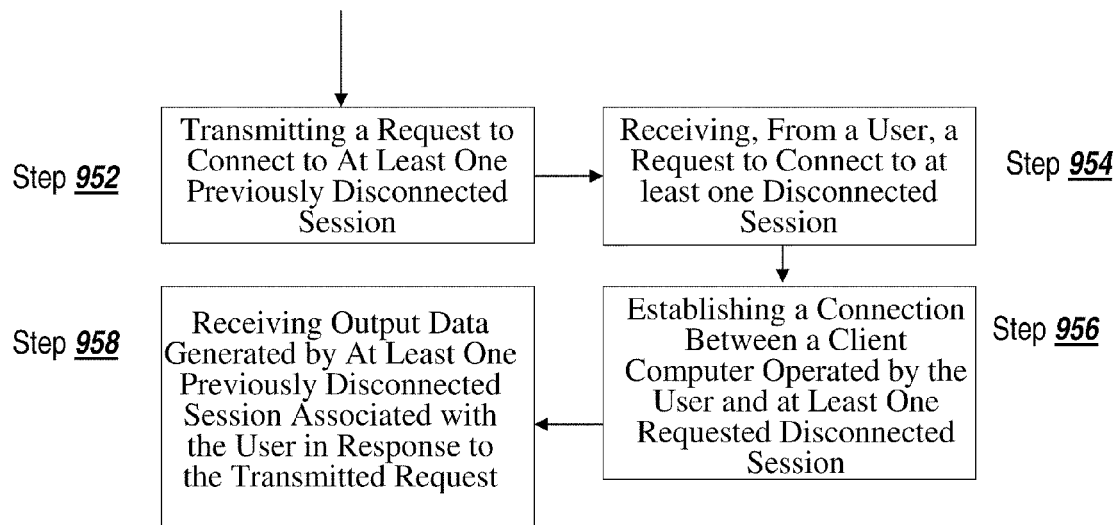 Step 952
Transmitting a Request to
Connect to At Least One
Previously Disconnected
Session
Receiving, From a User, a
Request to Connect to at
least one Disconnected
Session
Step 954
Step 958
Receiving Output Data
Generated by At Least One
Previously Disconnected
Session Associated with
the User in Response to
the Transmitted Request
Establishing a Connection
Between a Client
Computer Operated by the
User and at Least One
Requested Disconnected
Session
Step 956